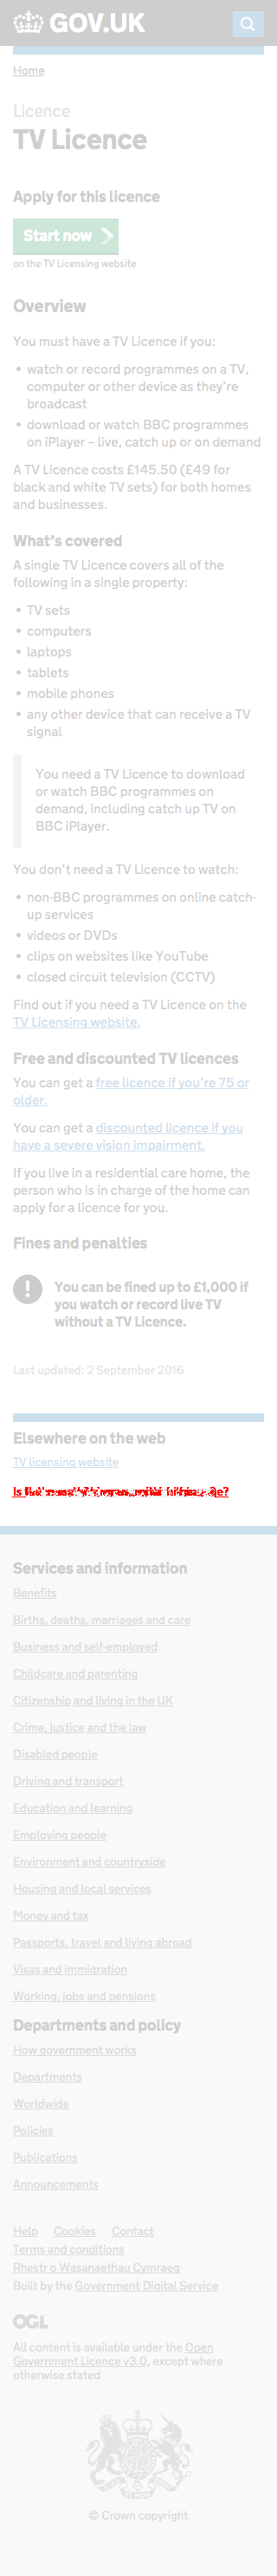 GOV.UK
Home
Licence
TV Licence
Apply for this licence
Start now
on the TV Licensing website
Overview
You must have a TV Licence if you:
• watch or record programmes on a TV,
computer or other device as they’re
broadcast
• download or watch BBC programmes
on iPlayer – live, catch up or on demand
A TV Licence costs £145.50 (£49 for
black and white TV sets) for both homes
and businesses.
What’s covered
A single TV Licence covers all of the
following in a single property:
• TV sets
• computers
• laptops
• tablets
• mobile phones
• any other device that can receive a TV
signal
You need a TV Licence to download
or watch BBC programmes on
demand, including catch up TV on
BBC iPlayer.
You don’t need a TV Licence to watch:
• non-BBC programmes on online catch-
up services
• videos or DVDs
• clips on websites like YouTube
• closed circuit television (CCTV)
Find out if you need a TV Licence on the
TV Licensing website.
Free and discounted TV licences
You can get a free licence if you’re 75 or
older.
You can get a discounted licence if you
have a severe vision impairment.
If you live in a residential care home, the
person who is in charge of the home can
apply for a licence for you.
Fines and penalties
You can be fined up to £1,000 if
you watch or record live TV
without a TV Licence.
Last updated: 2 September 2016
Elsewhere on the web
TV licensing website
Services and information
Benefits
Births, deaths, marriages and care
Business and self-employed
Childcare and parenting
Citizenship and living in the UK
Crime, justice and the law
Disabled people
Driving and transport
Education and learning
Employing people
Environment and countryside
Housing and local services
Money and tax
Passports, travel and living abroad
Visas and immigration
Working, jobs and pensions
Departments and policy
How government works
Departments
Worldwide
Policies
Publications
Announcements
Help Cookies Contact
Terms and conditions
Rhestr o Wasanaethau Cymraeg
Built by the Government Digital Service
OGL
All content is available under the Open
Government Licence v3.0, except where
otherwise stated
© Crown copyright